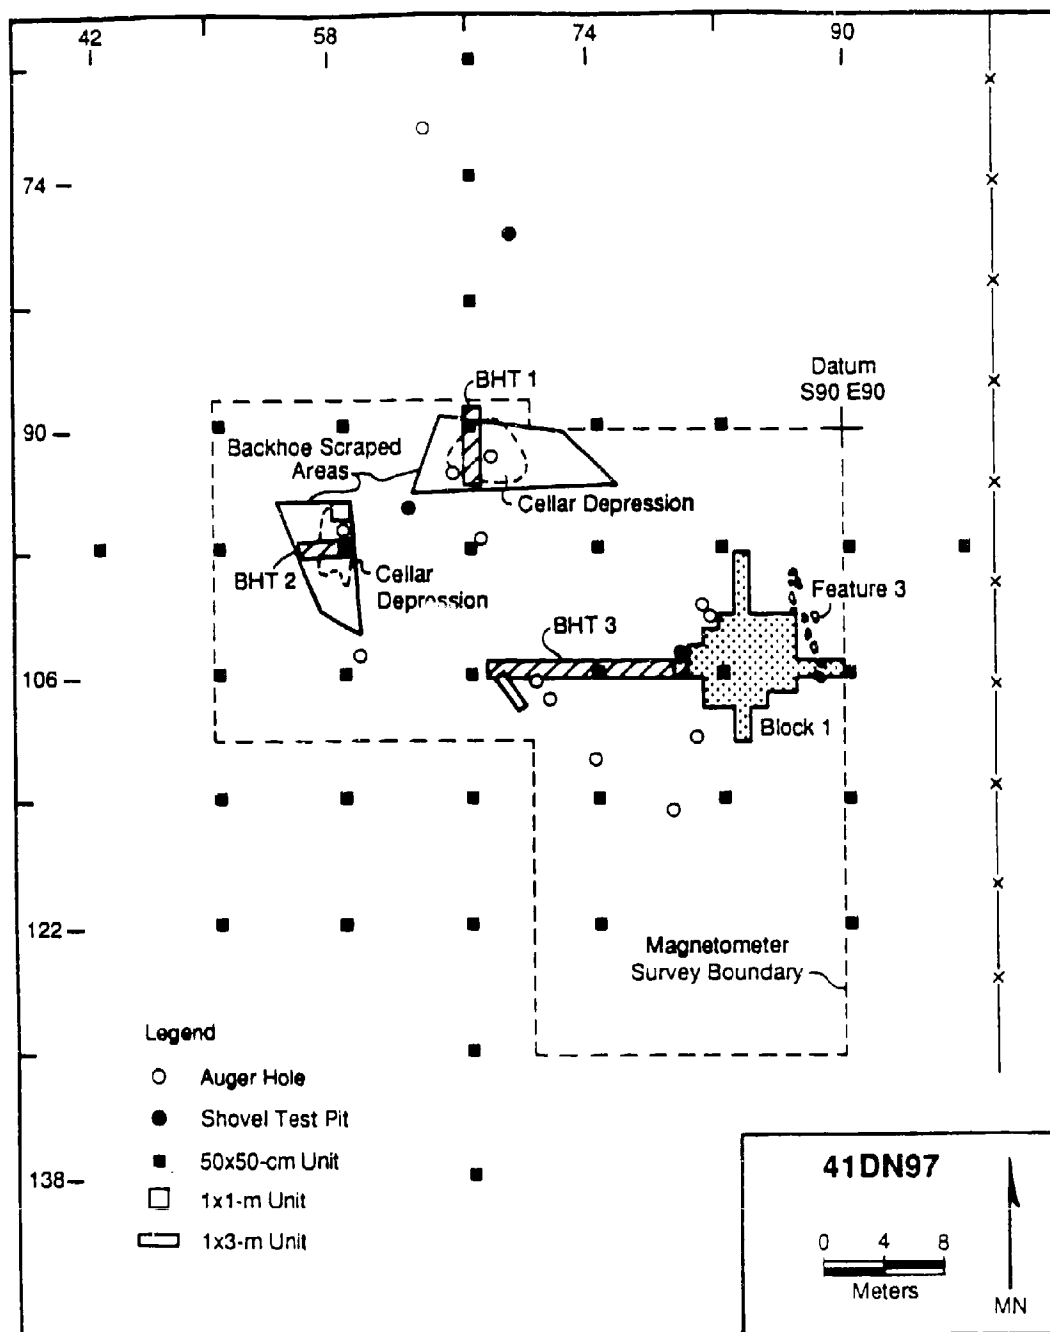 42
58
74
90
74
Datum
S90 E90
BHT 1
90
Backhoe Scraped
Areas
Cellar Depression
BHT 2
Cellar
Depression
Feature 3
BHT 3
106
Block 1
122
Magnetometer
Survey Boundary
Legend
Auger Hole
Shovel Test Pit
50x50-cm Unit
1x1-m Unit
1x3-m Unit
138
41DN97
0 4 8
Meters
MN